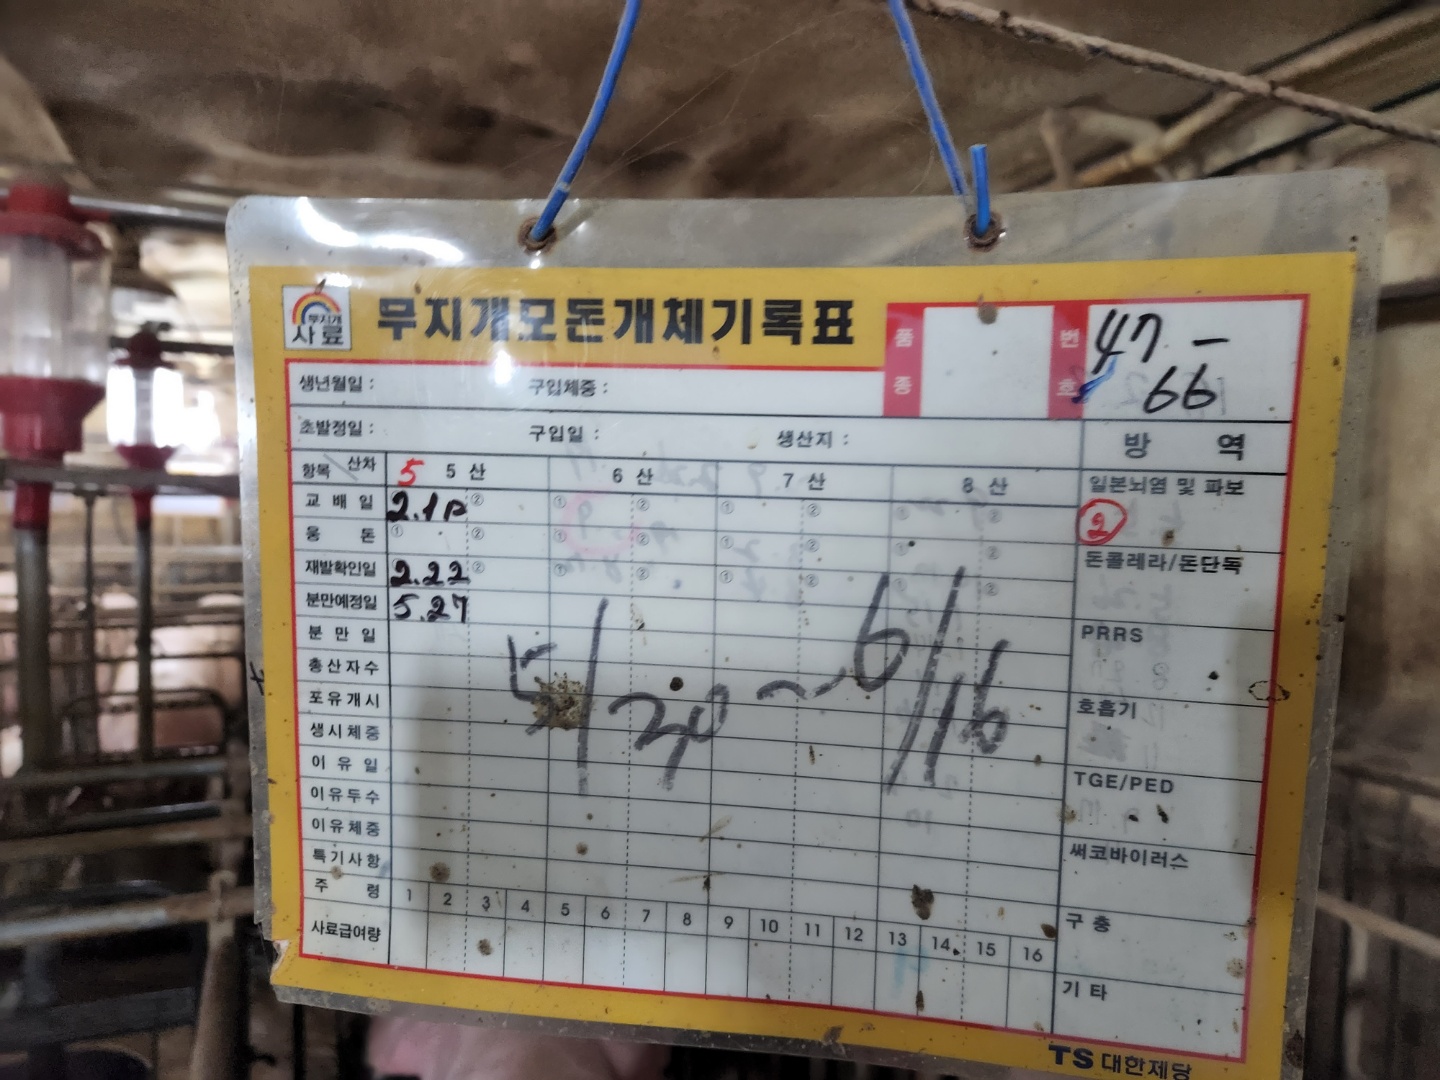 무지개
사료
무지개모돈개체기록표
품종
번호
47 -
66
생년월일 :
구입체중 :
초발정일 :
구입일 :
생산지 :
방 역
항목
산차
5 5 산
6 산
7 산
8 산
일본뇌염 및 파보
교 배 일
② ① ② ① ② ① ②
②
웅 돈
① ② ① ② ① ② ① ②
돈콜레라/돈단독
재발확인일 2.22
② ① ② ① ② ① ②
분만예정일 5.27
분 만 일
PRRS
총산자수
포유개시
호흡기
생시체중
5/20 ~ 6/16
이 유 일
TGE/PED
이유두수
이유체중
써코바이러스
특기사항
주 령
1 2 3 4 5 6 7 8 9 10 11 12 13 14 15 16
구 충
사료급여량
기 타
TS 대한제당